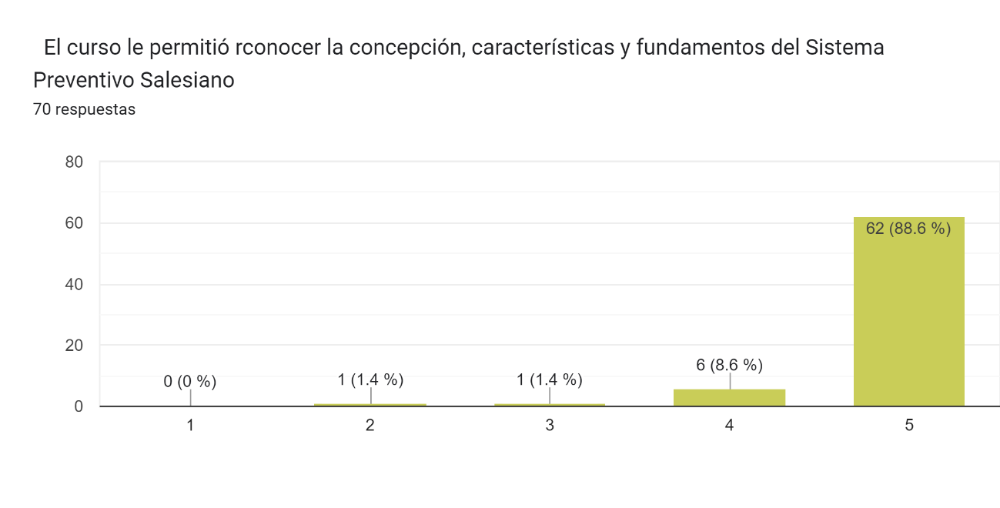 El curso le permitió rconocer la concepción, características y fundamentos del Sistema
Preventivo Salesiano
70 respuestas
80
60
40
20
0
0 (0 %)
1 (1.4 %)
1 (1.4 %)
6 (8.6 %)
62 (88.6 %)
1
2
3
4
5